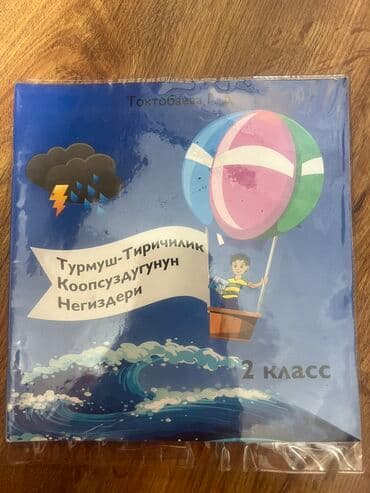 Токтобаева Г.А.
Турмуш-Тиричилик
Коопсуздугунун
Негиздери
2 класс